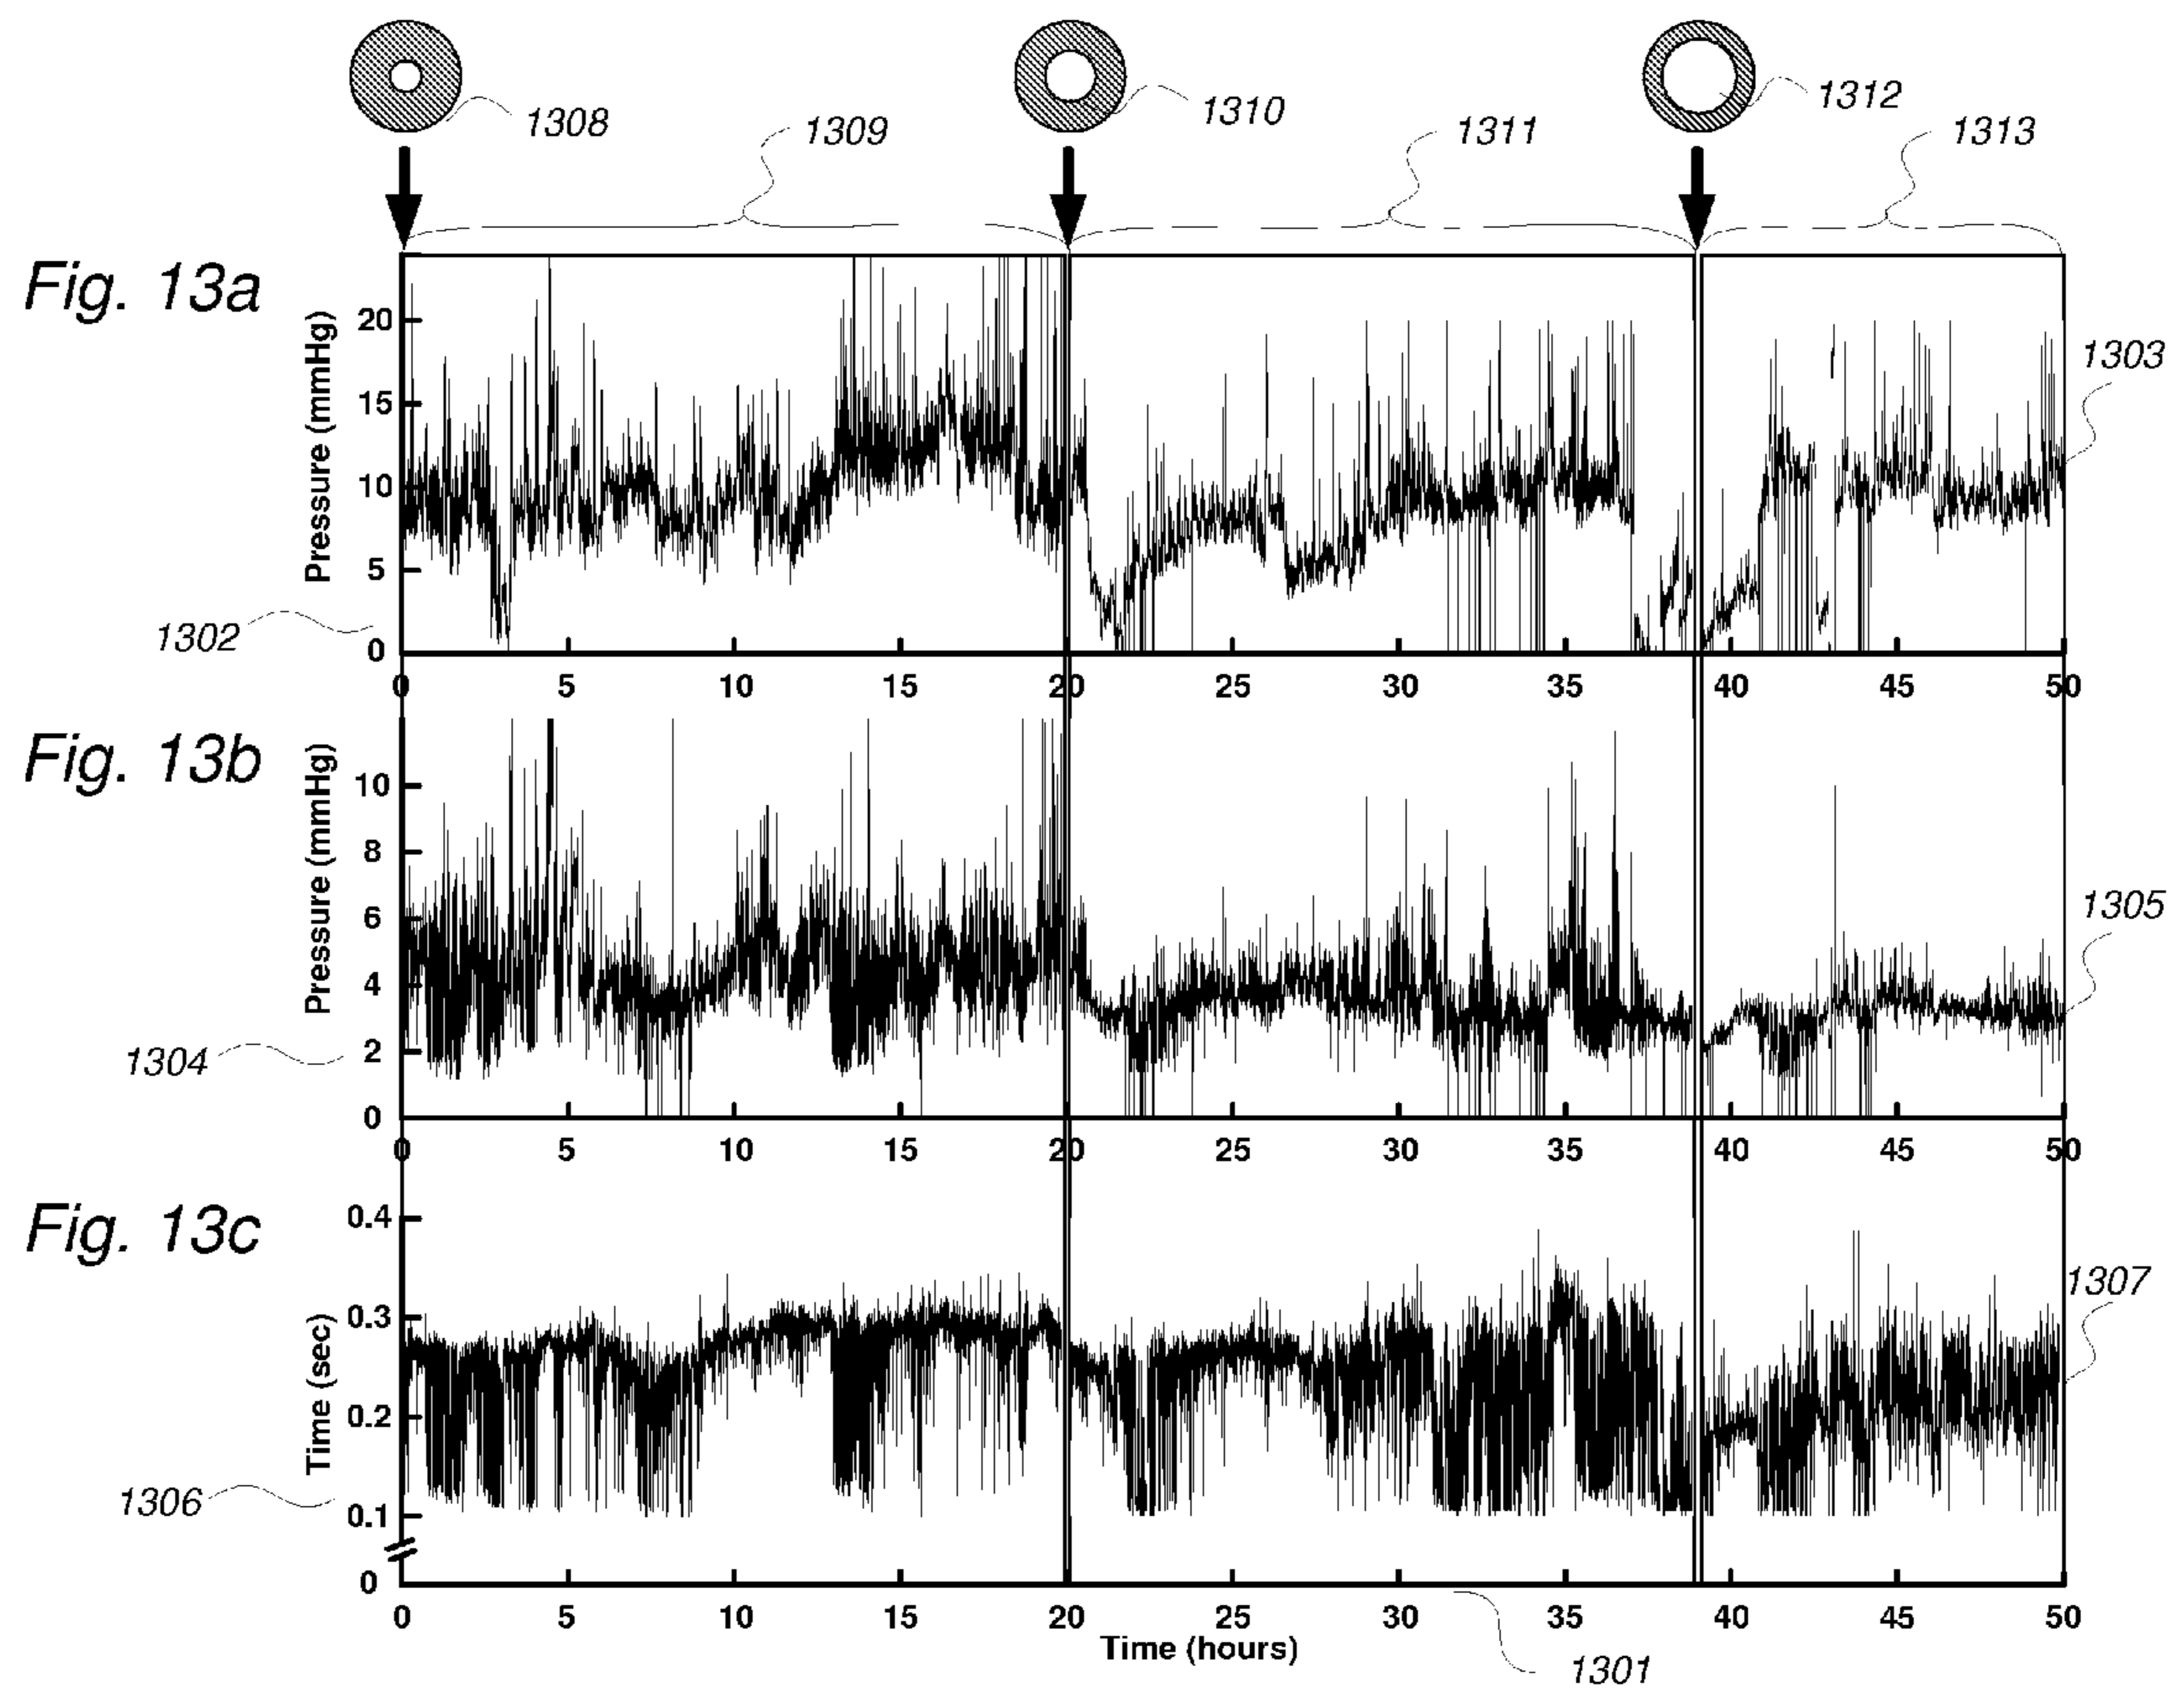 1308
1309
1310
1311
1312
1313
Fig. 13a
Pressure (mmHg)
20
15
10
5
0
1302
1303
0 5 10 15 20 25 30 35 40 45 50
Fig. 13b
Pressure (mmHg)
10
8
6
4
2
0
1304
1305
0 5 10 15 20 25 30 35 40 45 50
Fig. 13c
Time (sec)
0.4
0.3
0.2
0.1
0
1306
1307
0 5 10 15 20 25 30 35 40 45 50
Time (hours)
1301